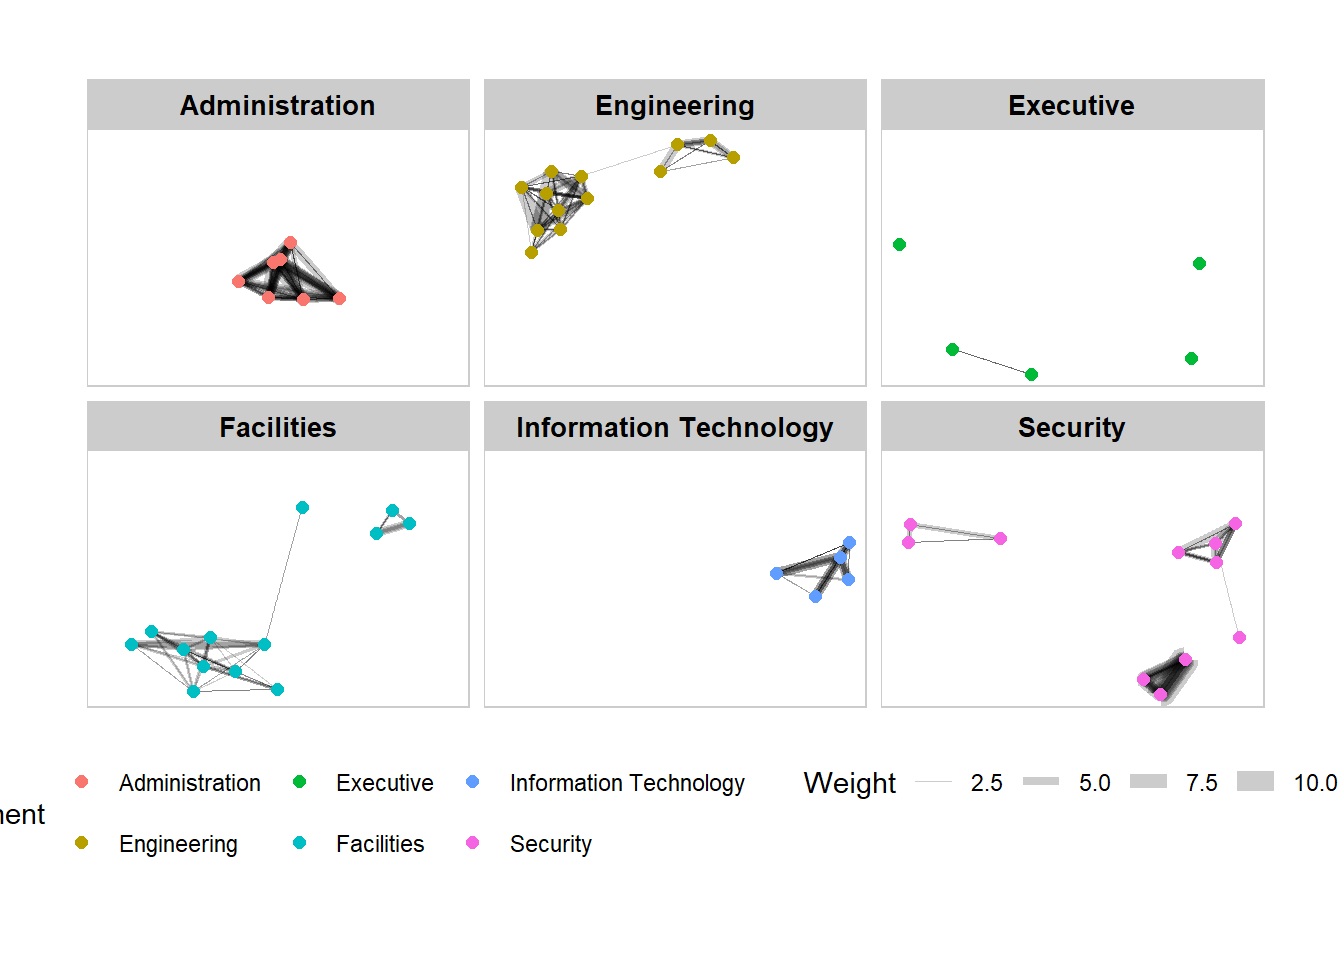 Administration
Engineering
Executive
Facilities
Information Technology
Security
Administration Executive Information Technology
Weight 2.5 5.0 7.5 10.0
Engineering Facilities Security